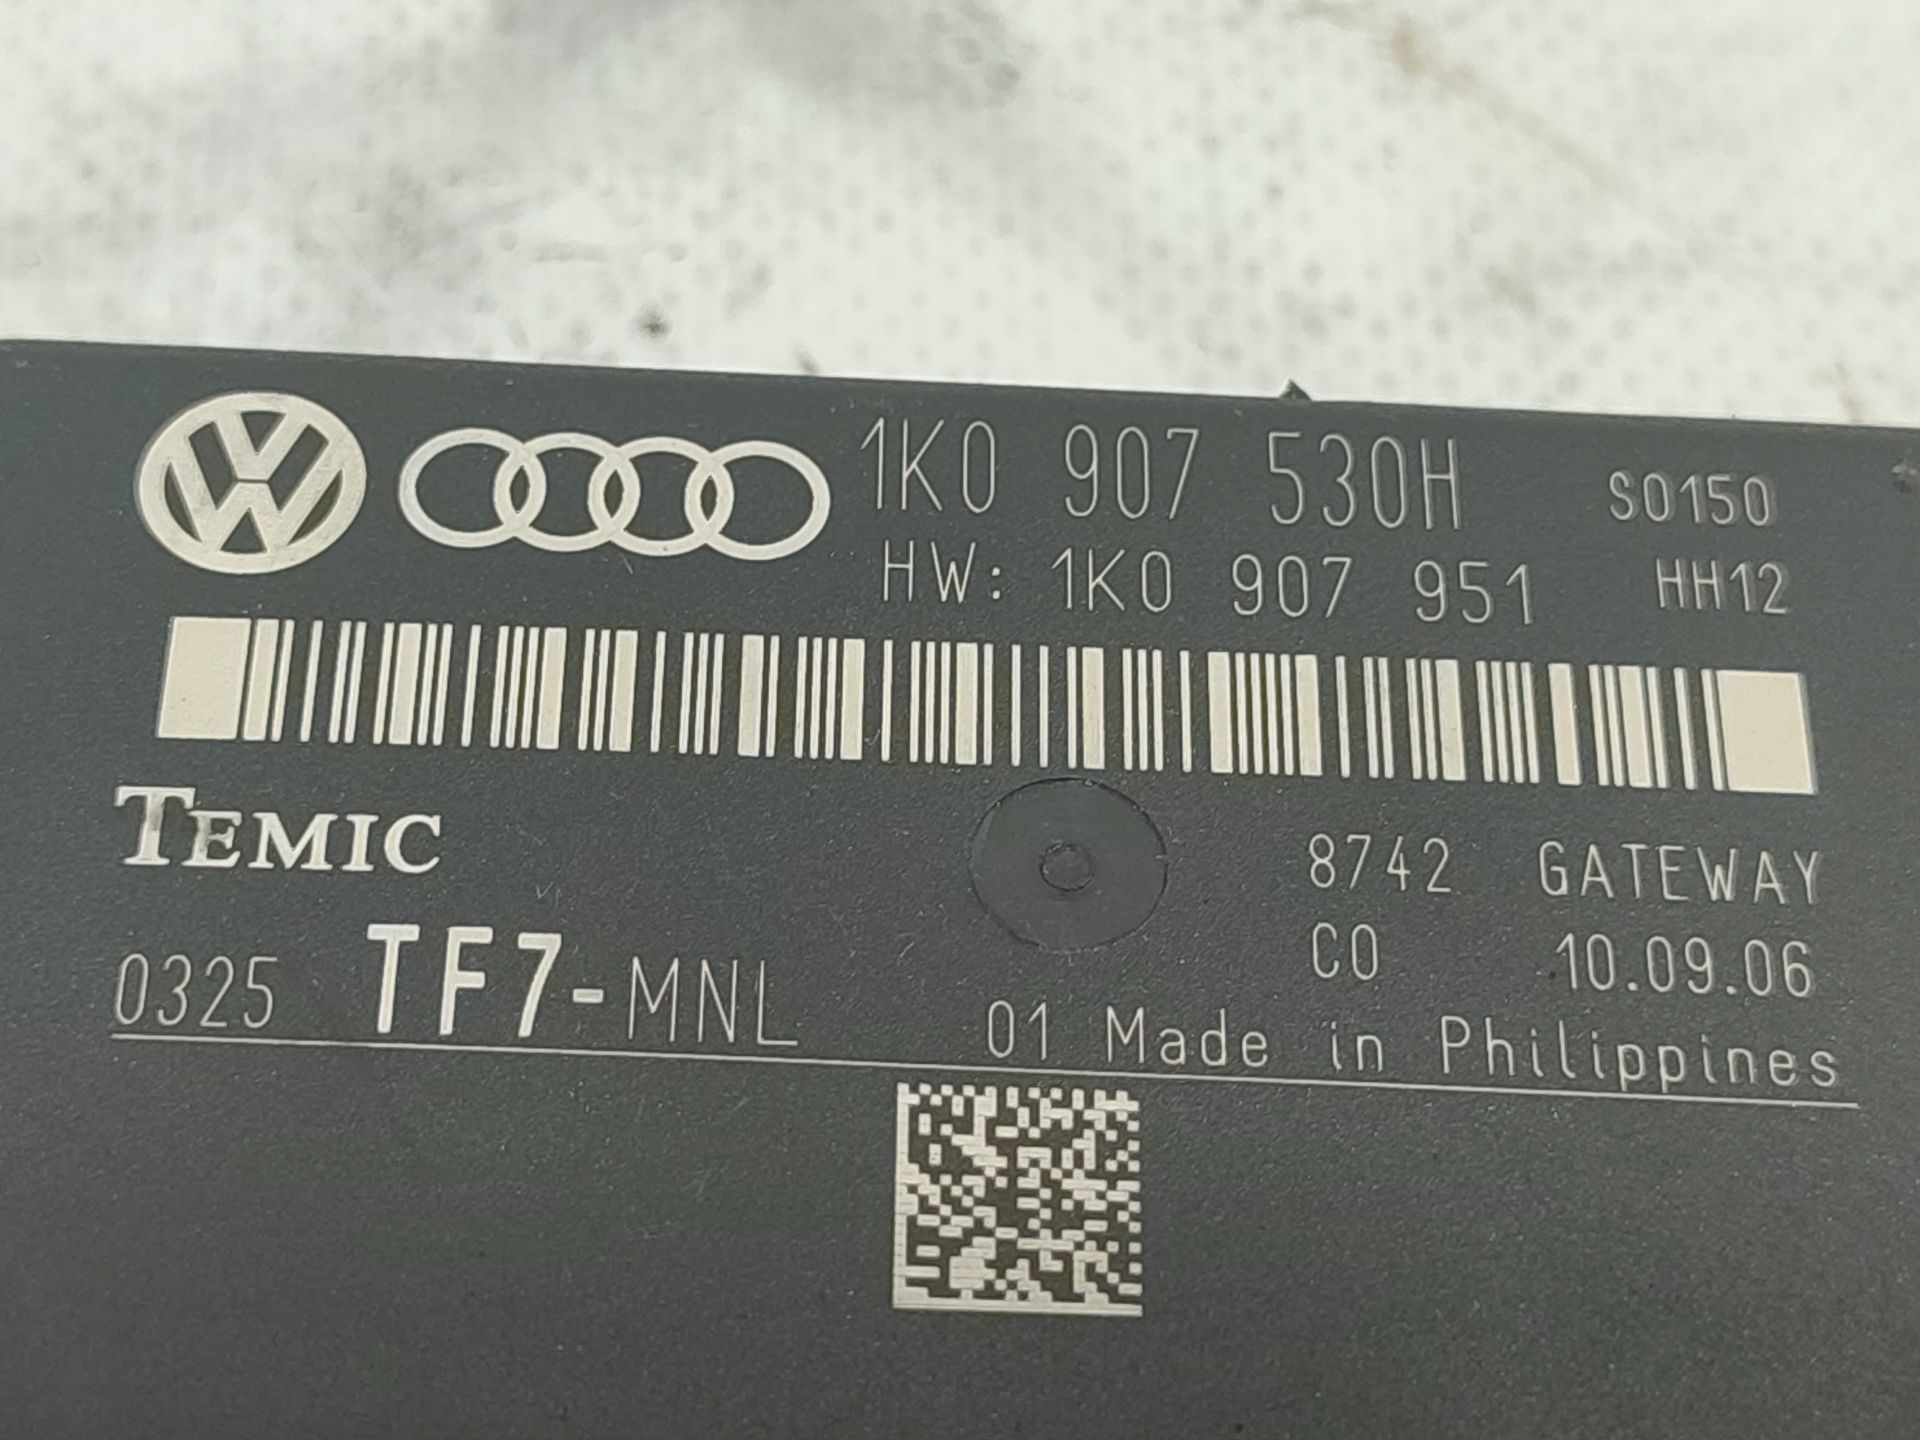 1K0 907 530H S0150
HW: 1K0 907 951 HH12
TEMIC
8742 GATEWAY
0325 TF7-MNL
C0 10.09.06
01 Made in Philippines